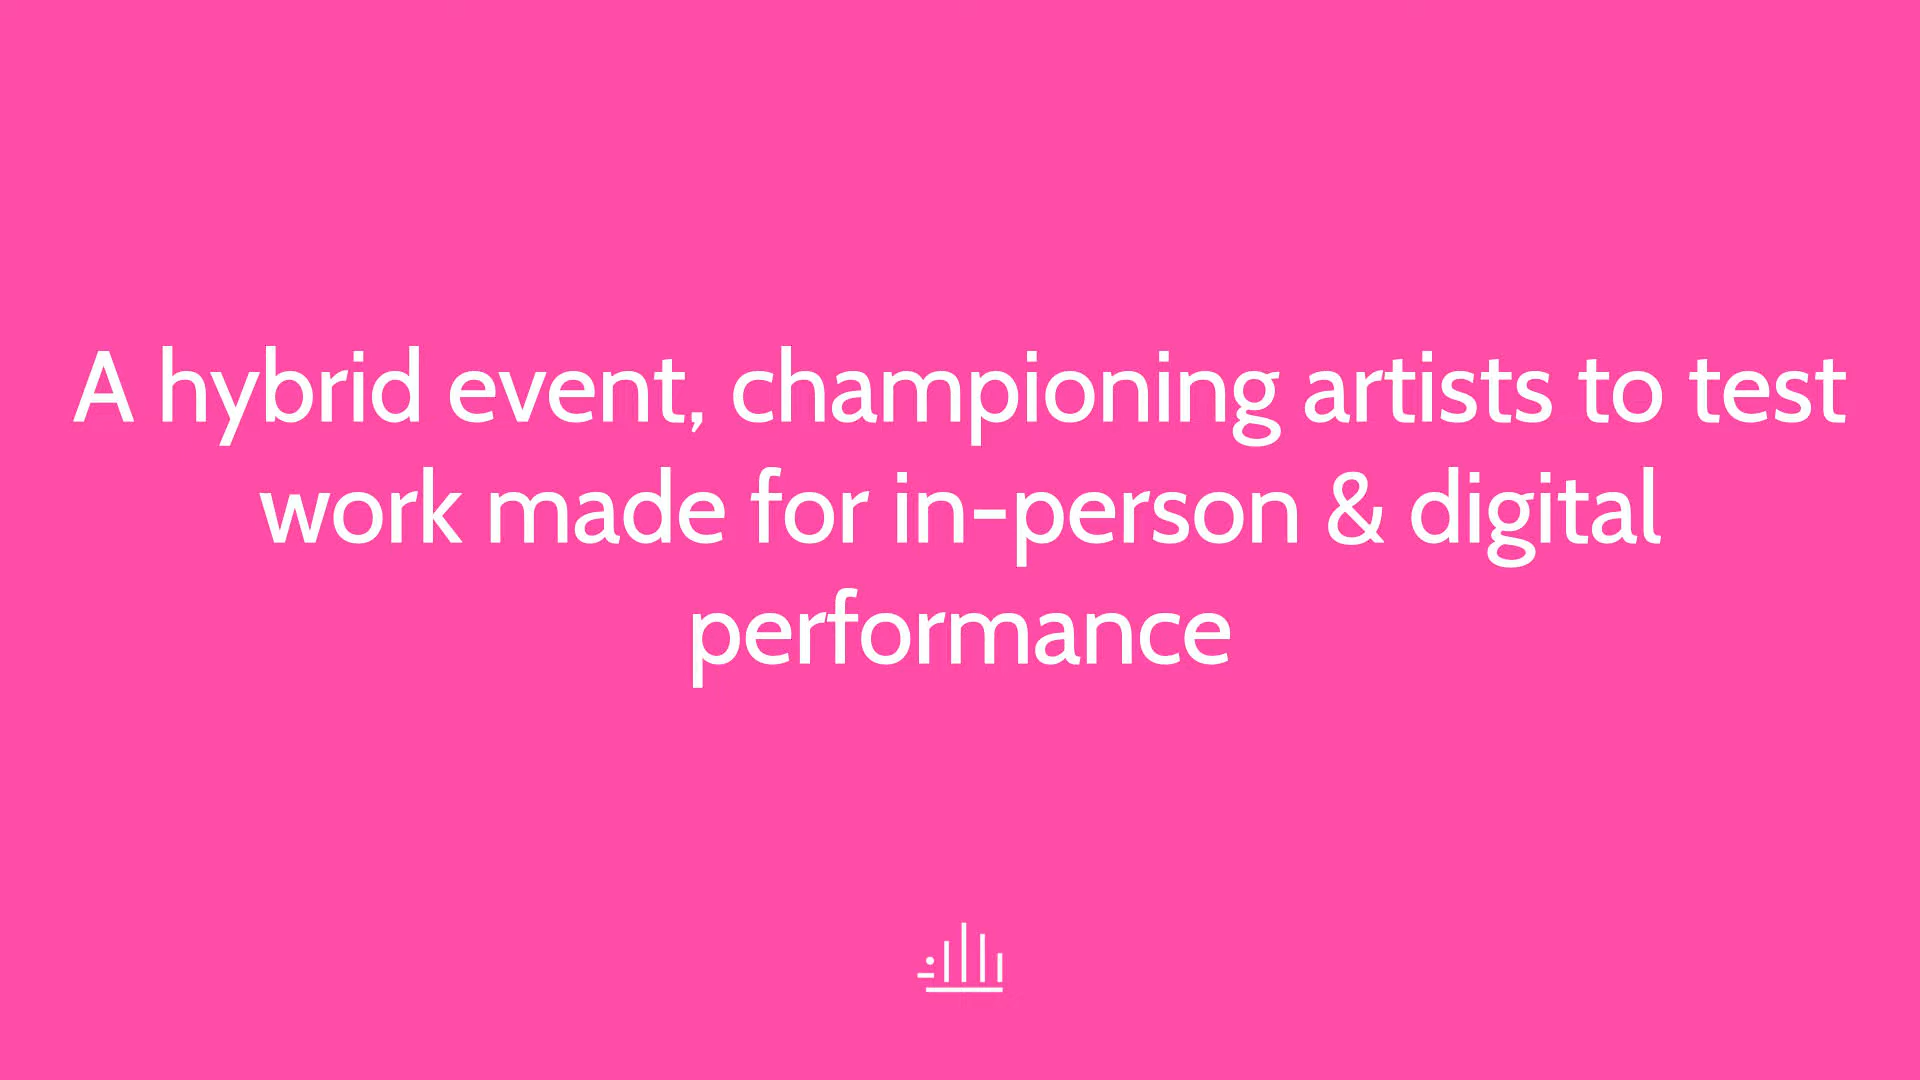 A hybrid event, championing artists to test
work made for in-person & digital
performance